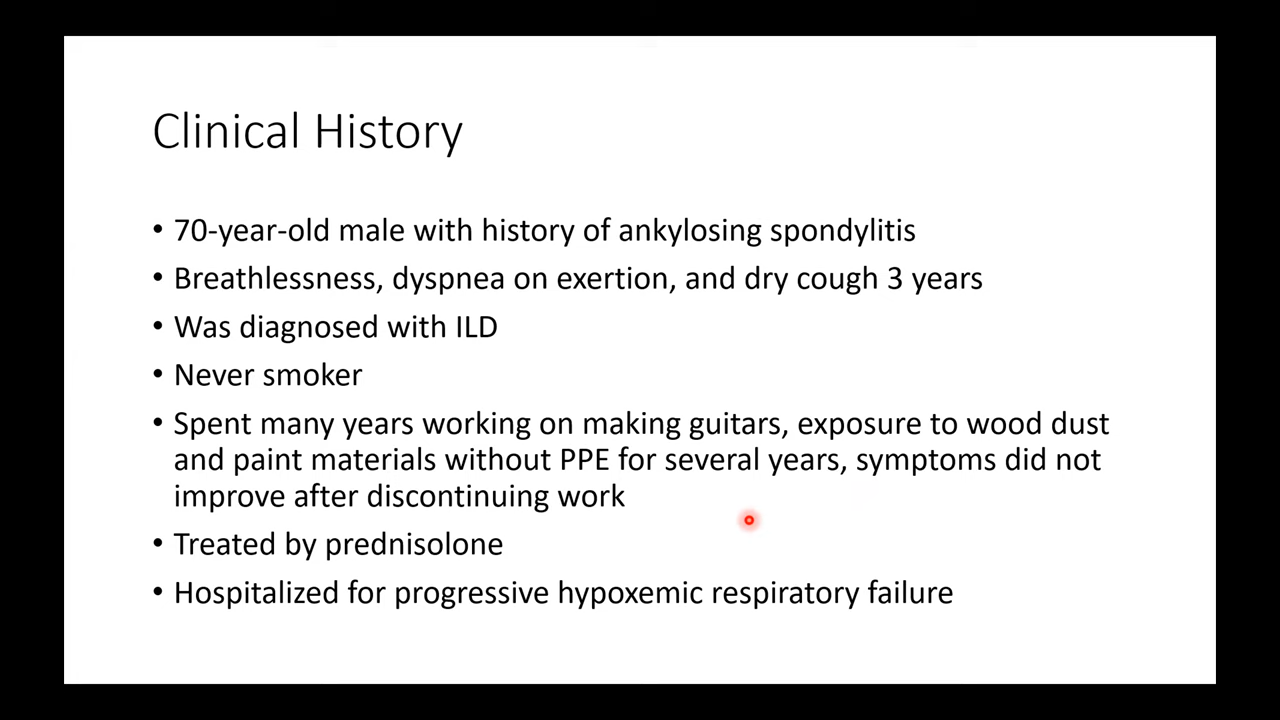 Clinical History
• 70-year-old male with history of ankylosing spondylitis
• Breathlessness, dyspnea on exertion, and dry cough 3 years
• Was diagnosed with ILD
• Never smoker
• Spent many years working on making guitars, exposure to wood dust
and paint materials without PPE for several years, symptoms did not
improve after discontinuing work
• Treated by prednisolone
• Hospitalized for progressive hypoxemic respiratory failure